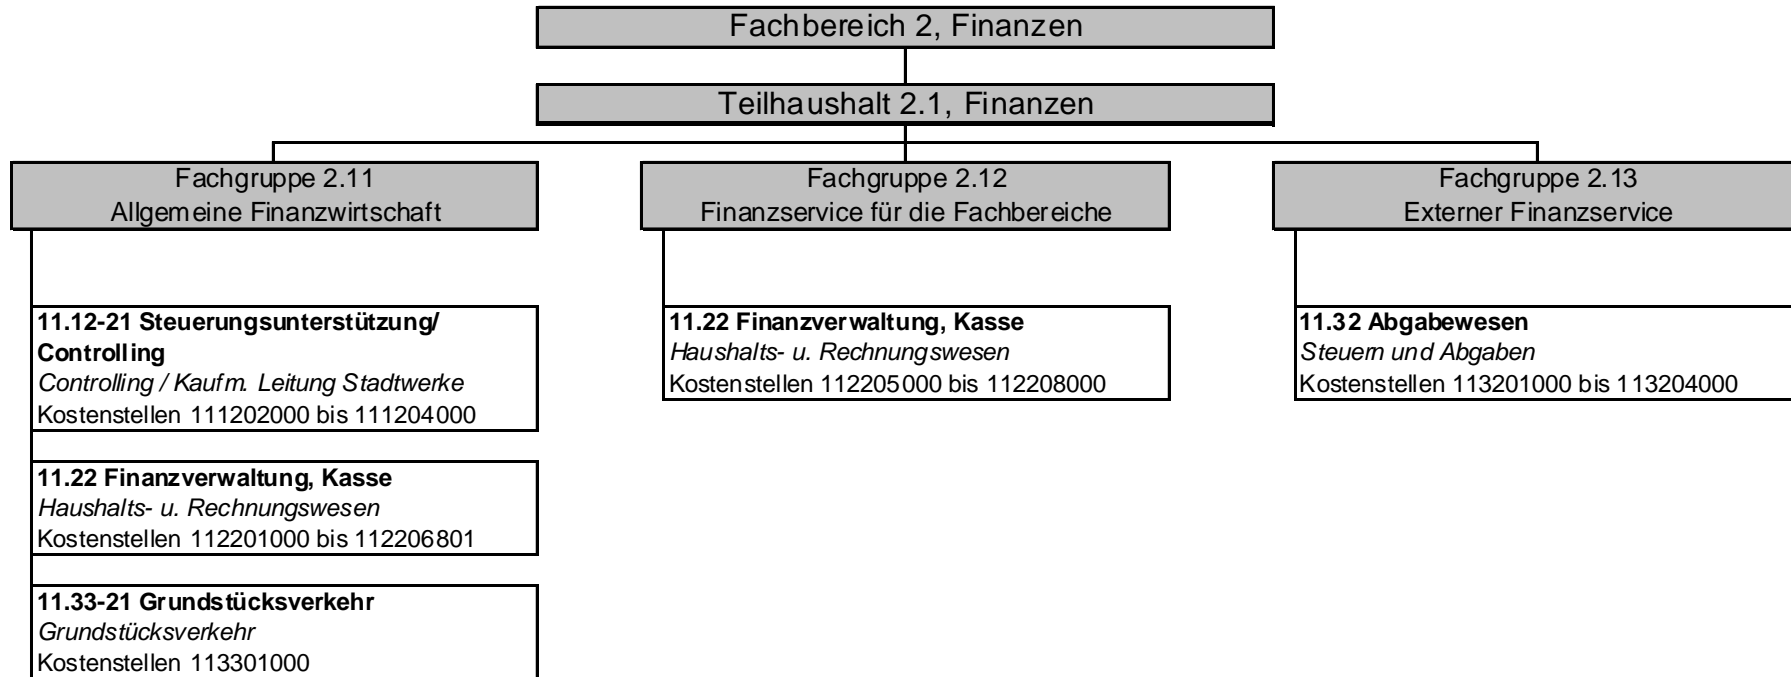 Fachbereich 2, Finanzen
Teilhaushalt 2.1, Finanzen
Fachgruppe 2.11
Allgemeine Finanzwirtschaft
Fachgruppe 2.12
Finanzservice für die Fachbereiche
Fachgruppe 2.13
Externer Finanzservice
11.12-21 Steuerungsunterstützung/
Controlling
Controlling / Kaufm. Leitung Stadtwerke
Kostenstellen 111202000 bis 111204000
11.22 Finanzverwaltung, Kasse
Haushalts- u. Rechnungswesen
Kostenstellen 112201000 bis 112206801
11.33-21 Grundstücksverkehr
Grundstücksverkehr
Kostenstellen 113301000
11.22 Finanzverwaltung, Kasse
Haushalts- u. Rechnungswesen
Kostenstellen 112205000 bis 112208000
11.32 Abgabewesen
Steuern und Abgaben
Kostenstellen 113201000 bis 113204000